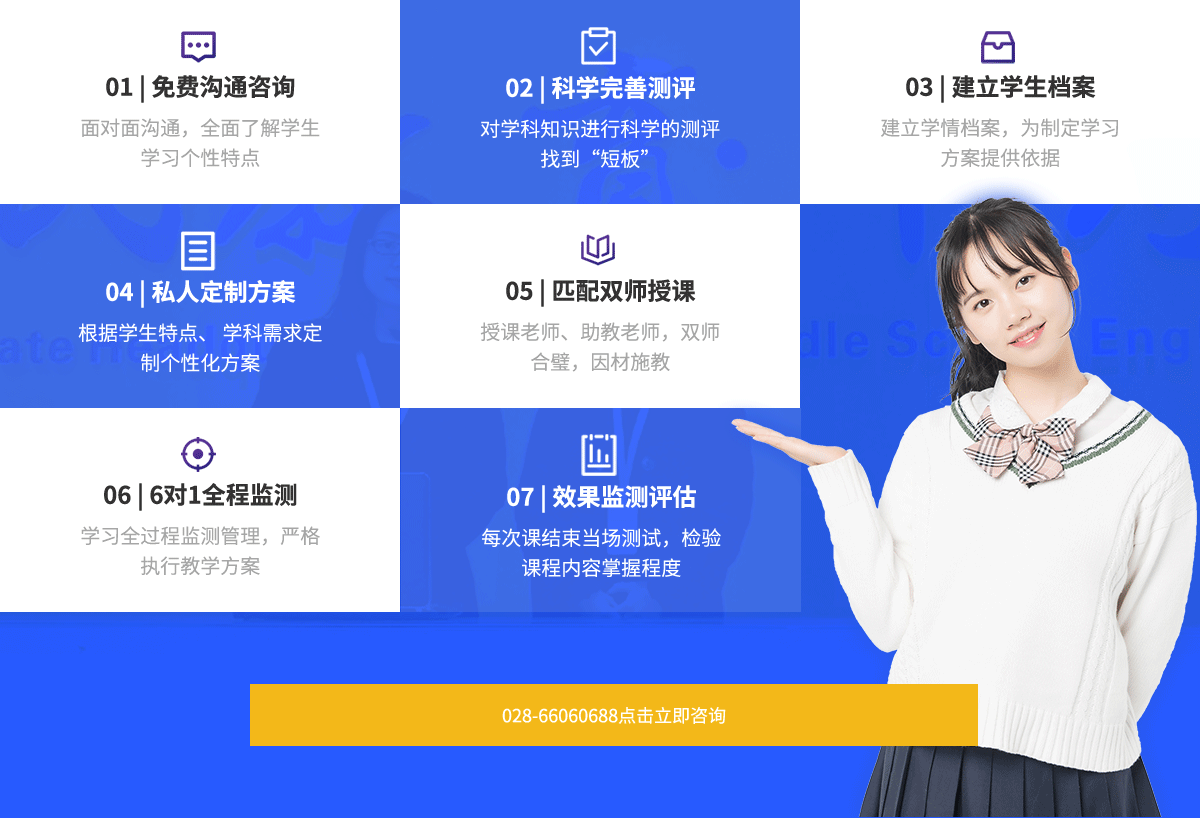 01 | 免费沟通咨询
面对面沟通，全面了解学生
学习个性特点
02 | 科学完善测评
对学科知识进行科学的测评
找到“短板”
03 | 建立学生档案
建立学情档案，为制定学习
方案提供依据
04 | 私人定制方案
根据学生特点、 学科需求定
制个性化方案
05 | 匹配双师授课
授课老师、助教老师，双师
合璧，因材施教
06 | 6对1全程监测
学习全过程监测管理，严格
执行教学方案
07 | 效果监测评估
每次课结束当场测试，检验
课程内容掌握程度
028-66060688点击立即咨询